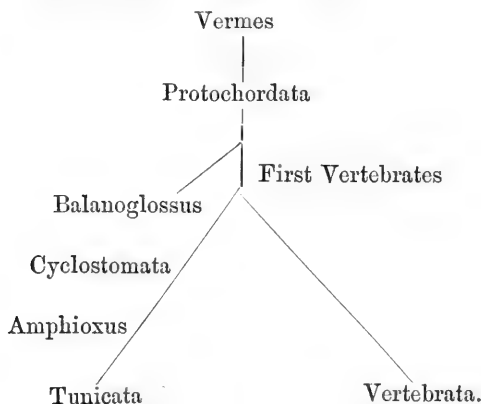 Vermes
Protochordata
First Vertebrates
Balanoglossus
Cyclostomata
Amphioxus
Tunicata
Vertebrata.